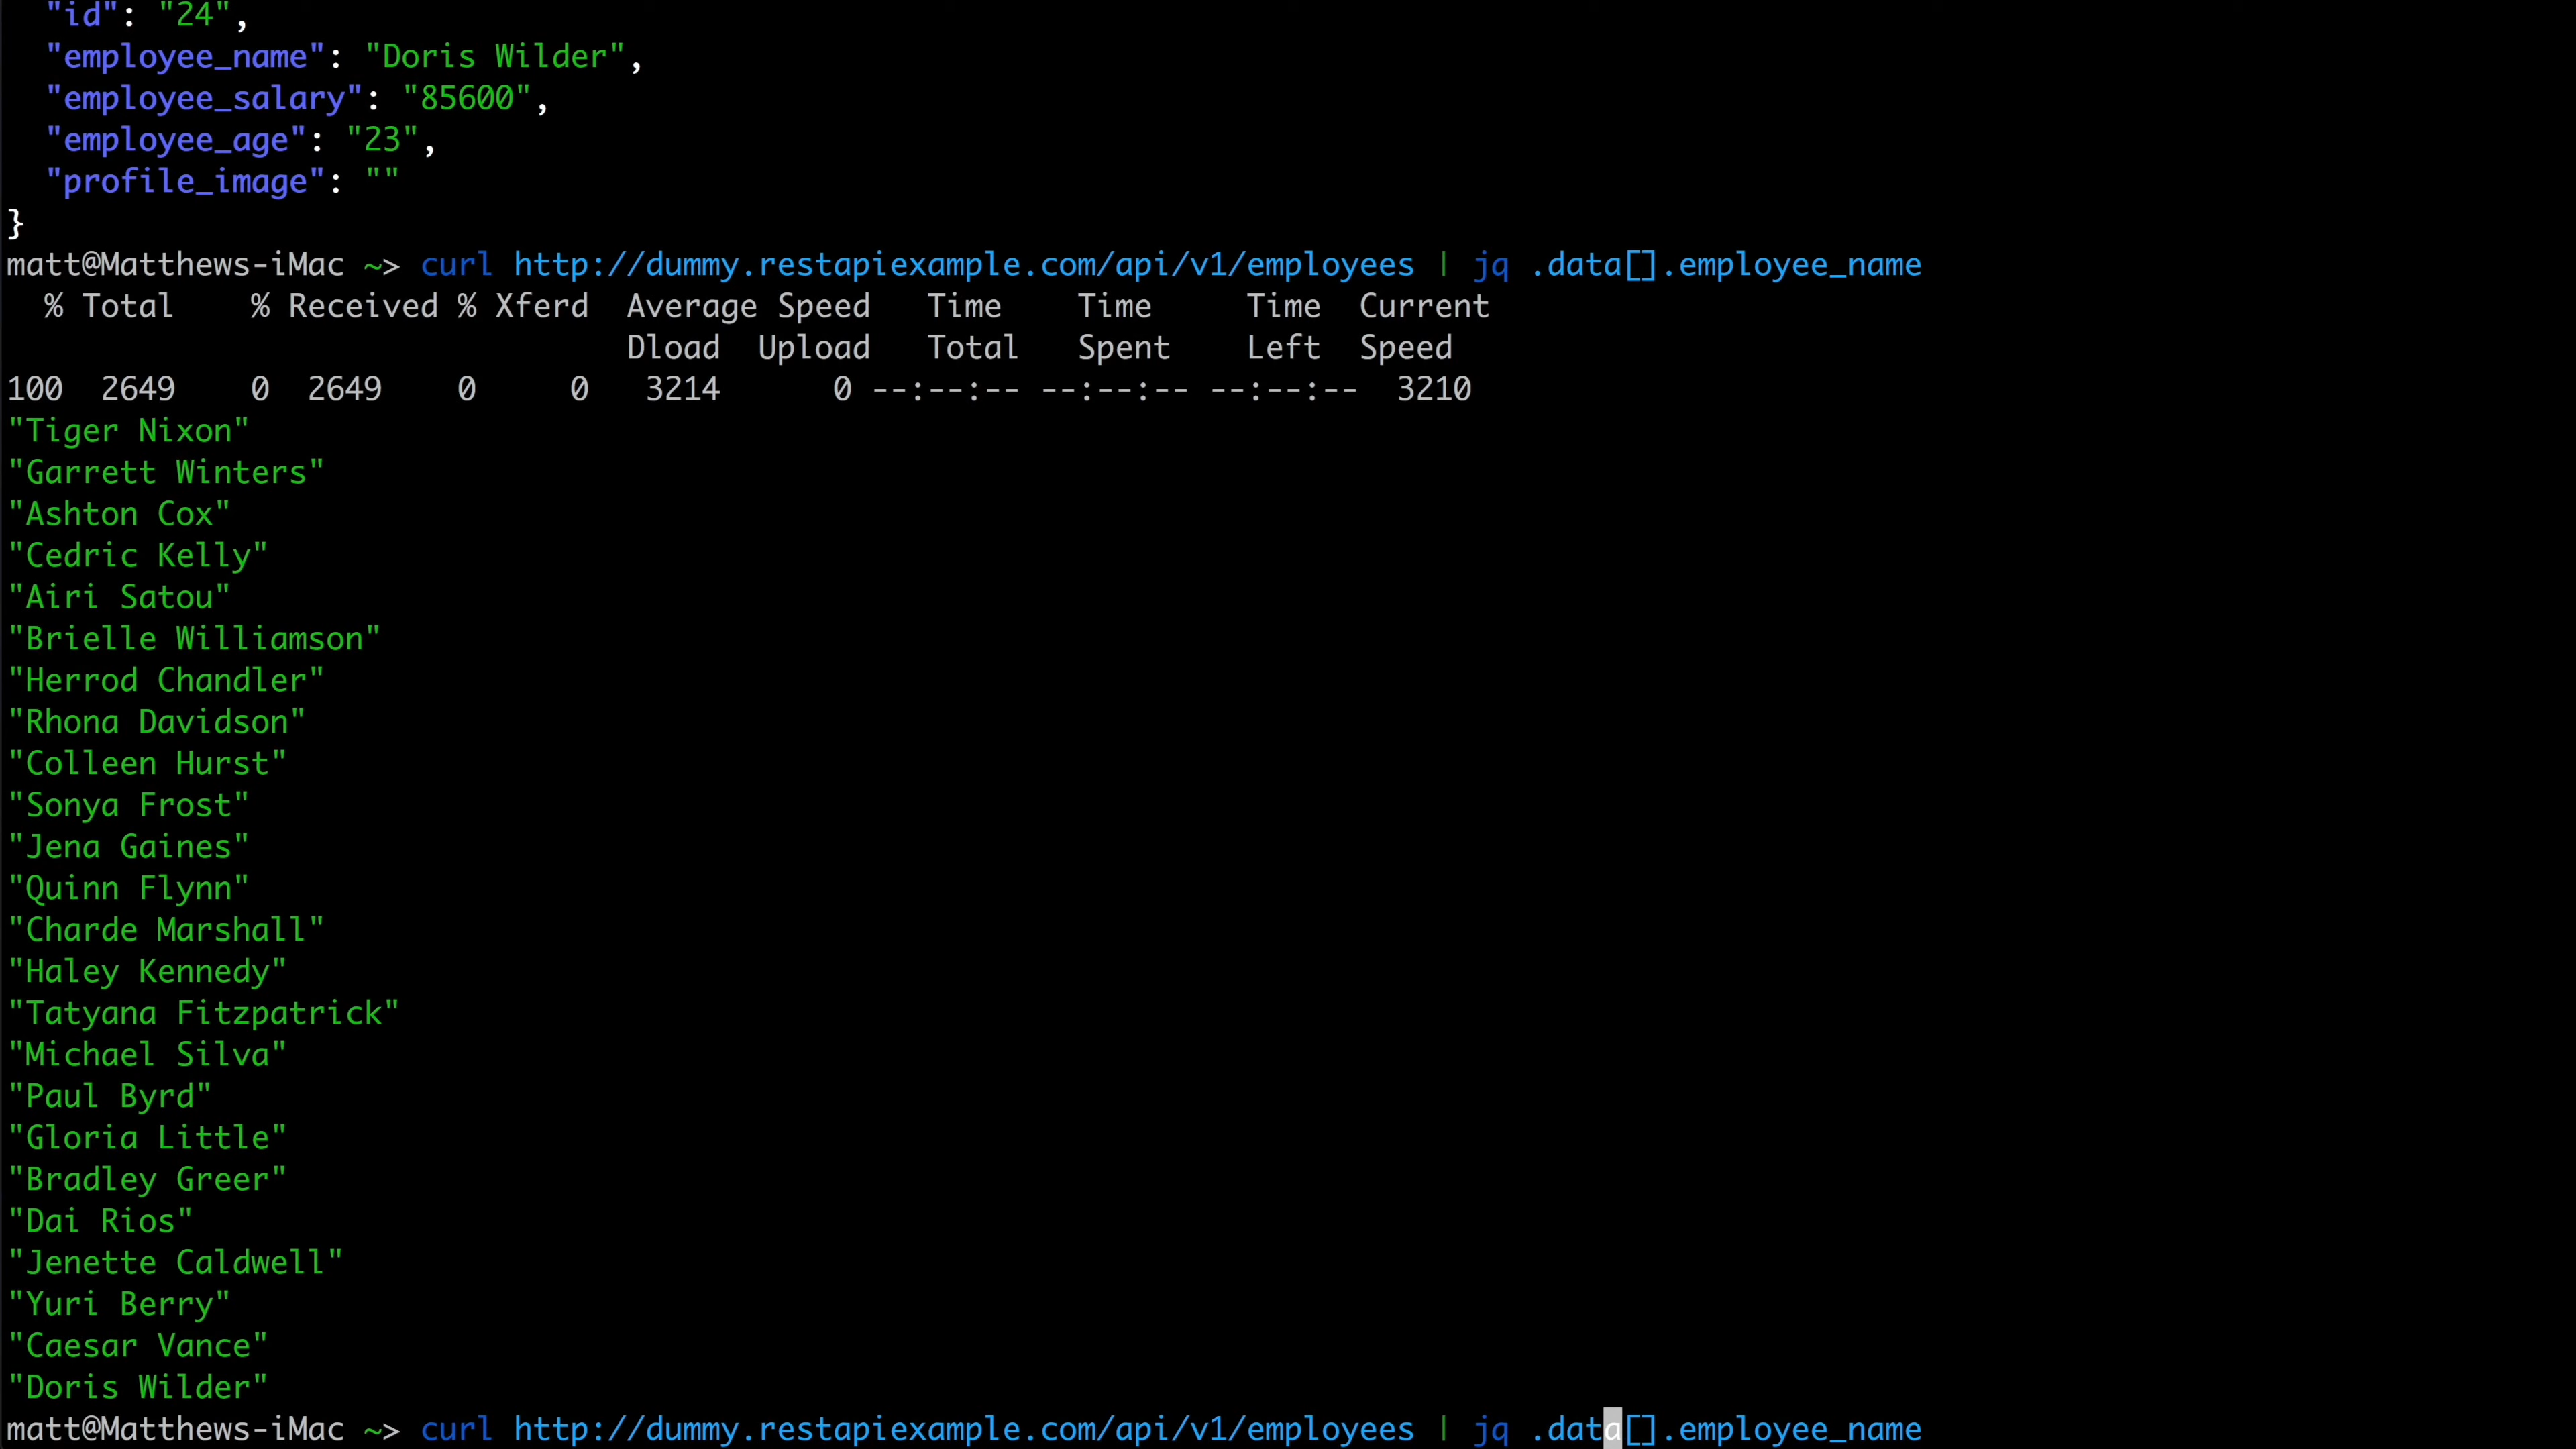 "id": "24",
"employee_name": "Doris Wilder",
"employee_salary": "85600",
"employee_age": "23",
"profile_image": ""
}
matt@Matthews-iMac ~> curl http://dummy.restapiexample.com/api/v1/employees | jq .data[].employee_name
% Total % Received % Xferd Average Speed Time Time Time Current
Dload Upload Total Spent Left Speed
100 2649 0 2649 0 0 3214 0 --:--:-- --:--:-- --:--:-- 3210
"Tiger Nixon"
"Garrett Winters"
"Ashton Cox"
"Cedric Kelly"
"Airi Satou"
"Brielle Williamson"
"Herrod Chandler"
"Rhona Davidson"
"Colleen Hurst"
"Sonya Frost"
"Jena Gaines"
"Quinn Flynn"
"Charde Marshall"
"Haley Kennedy"
"Tatyana Fitzpatrick"
"Michael Silva"
"Paul Byrd"
"Gloria Little"
"Bradley Greer"
"Dai Rios"
"Jenette Caldwell"
"Yuri Berry"
"Caesar Vance"
"Doris Wilder"
matt@Matthews-iMac ~> curl http://dummy.restapiexample.com/api/v1/employees | jq .data[].employee_name